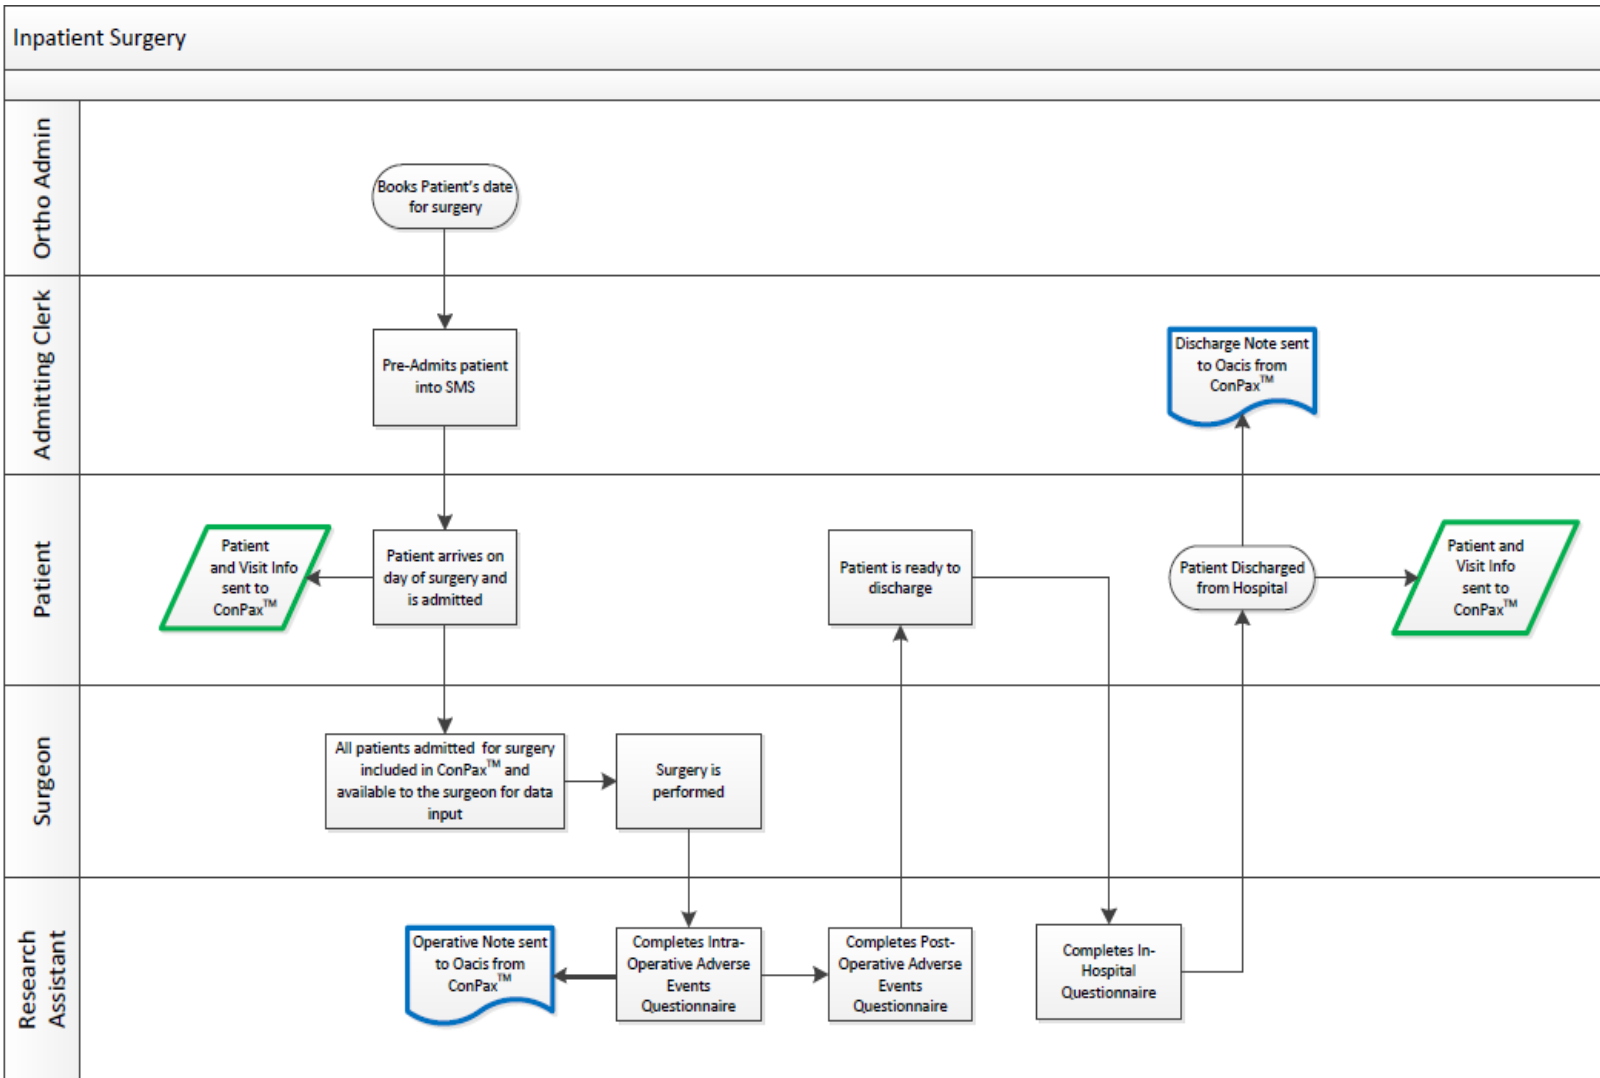 Inpatient Surgery
Ortho Admin
Books Patient's date
for surgery
Admitting Clerk
Pre-Admits patient
into SMS
Discharge Note sent
to Oacis from
ConPax™
Patient
Patient
and Visit Info
sent to
ConPax™
Patient arrives on
day of surgery and
is admitted
Patient is ready to
discharge
Patient Discharged
from Hospital
Patient and
Visit Info
sent to
ConPax™
Surgeon
All patients admitted for surgery
included in ConPax™ and
available to the surgeon for data
input
Surgery is
performed
Research
Assistant
Operative Note sent
to Oacis from
ConPax™
Completes Intra-
Operative Adverse
Events
Questionnaire
Completes Post-
Operative Adverse
Events
Questionnaire
Completes In-
Hospital
Questionnaire